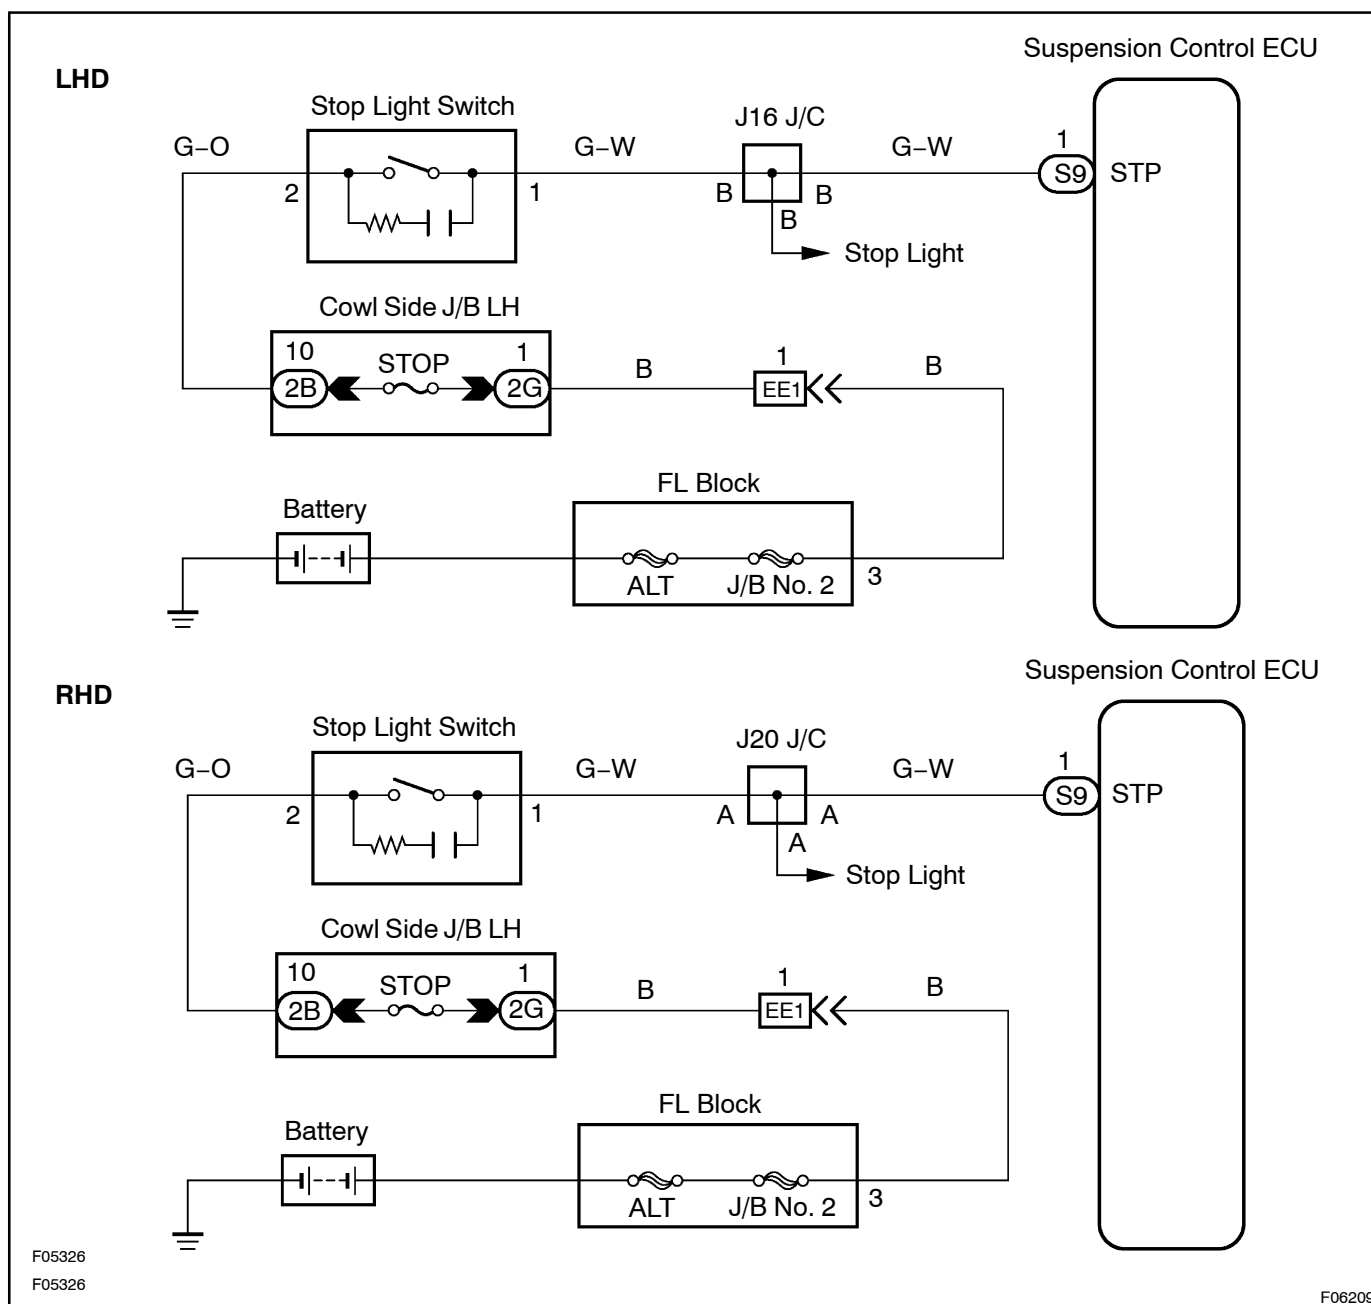 Suspension Control ECU
LHD
Stop Light Switch
J16 J/C
G−O
G−W
G−W
1
2
1
B
B
S9
STP
B
Stop Light
Cowl Side J/B LH
10
STOP
1
B
1
B
2B
2G
EE1
FL Block
Battery
ALT
J/B No. 2
3
Suspension Control ECU
RHD
Stop Light Switch
J20 J/C
G−O
G−W
G−W
1
2
1
A
A
S9
STP
A
Stop Light
Cowl Side J/B LH
10
STOP
1
B
1
B
2B
2G
EE1
FL Block
Battery
ALT
J/B No. 2
3
F05326
F05326
F06209